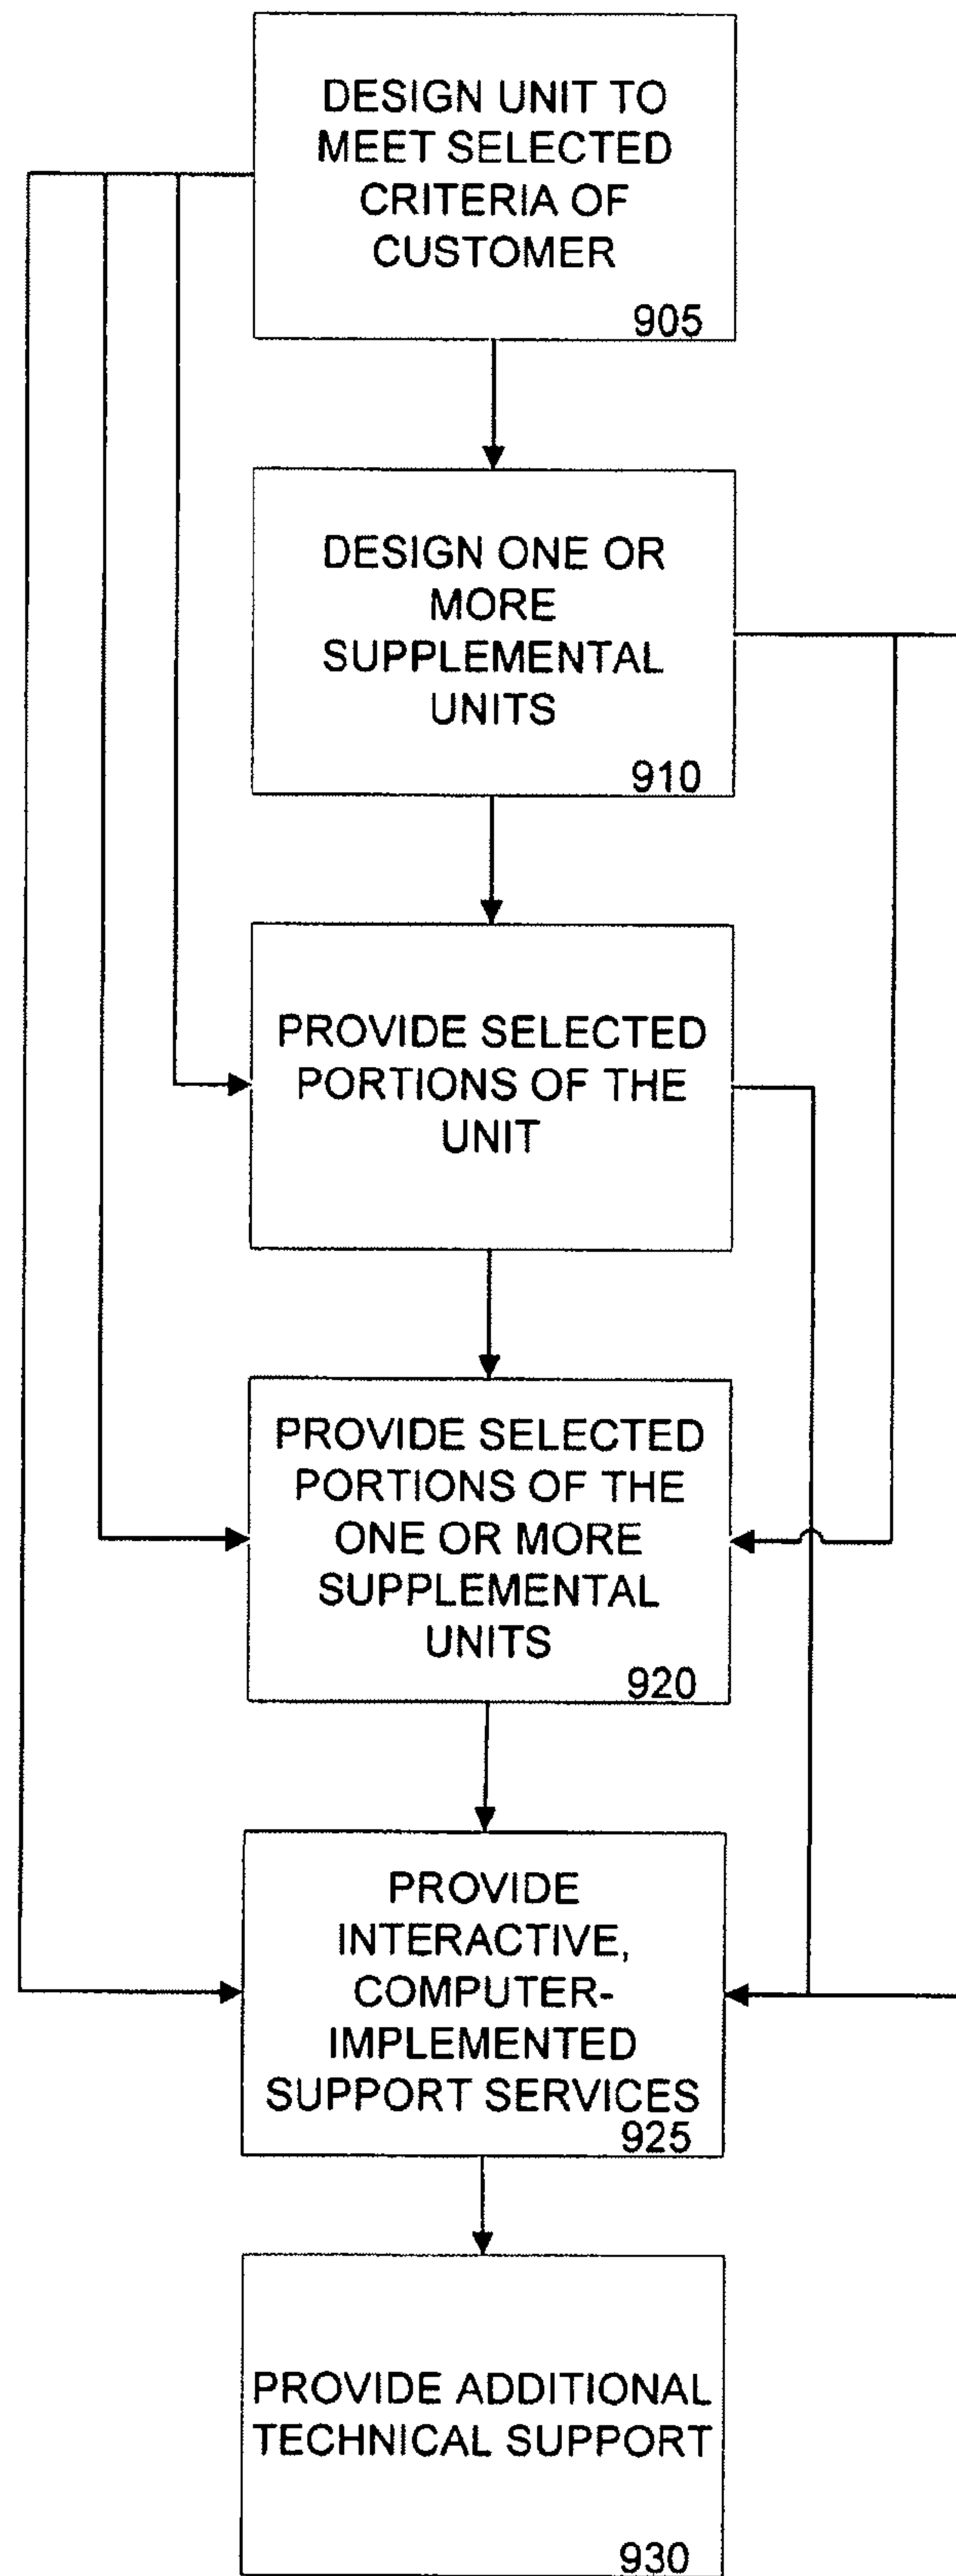 DESIGN UNIT TO
MEET SELECTED
CRITERIA OF
CUSTOMER
905
DESIGN ONE OR
MORE
SUPPLEMENTAL
UNITS
910
PROVIDE SELECTED
PORTIONS OF THE
UNIT
PROVIDE SELECTED
PORTIONS OF THE
ONE OR MORE
SUPPLEMENTAL
UNITS
920
PROVIDE
INTERACTIVE,
COMPUTER-
IMPLEMENTED
SUPPORT SERVICES
925
PROVIDE ADDITIONAL
TECHNICAL SUPPORT
930